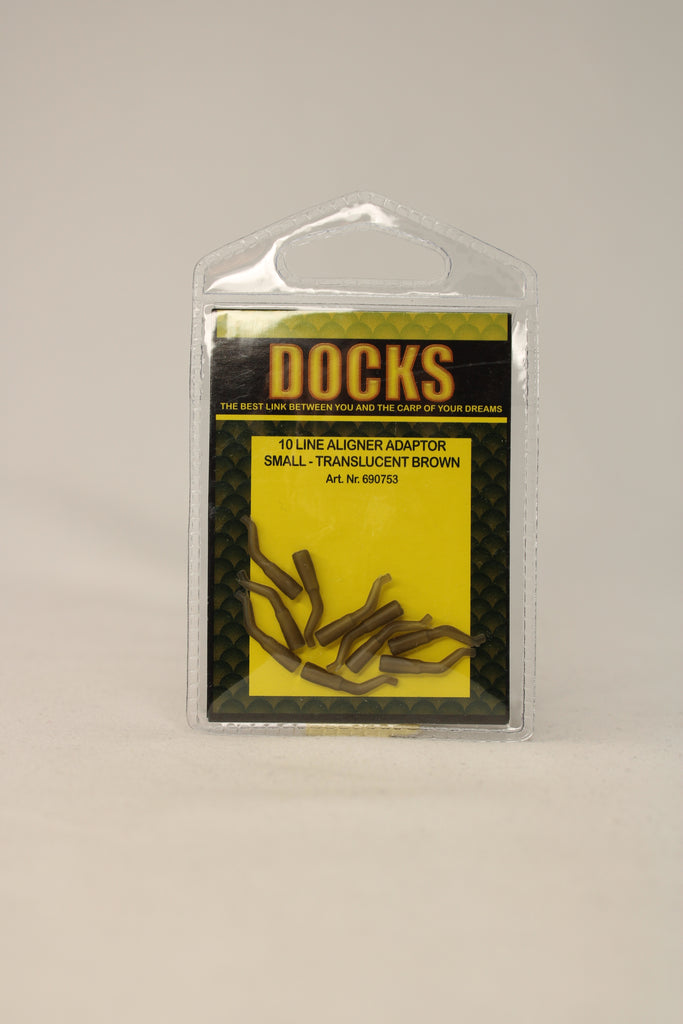 DOCKS
THE BEST LINK BETWEEN YOU AND THE CARP OF YOUR DREAMS
10 LINE ALIGNER ADAPTOR
SMALL - TRANSLUCENT BROWN
Art. Nr. 690753